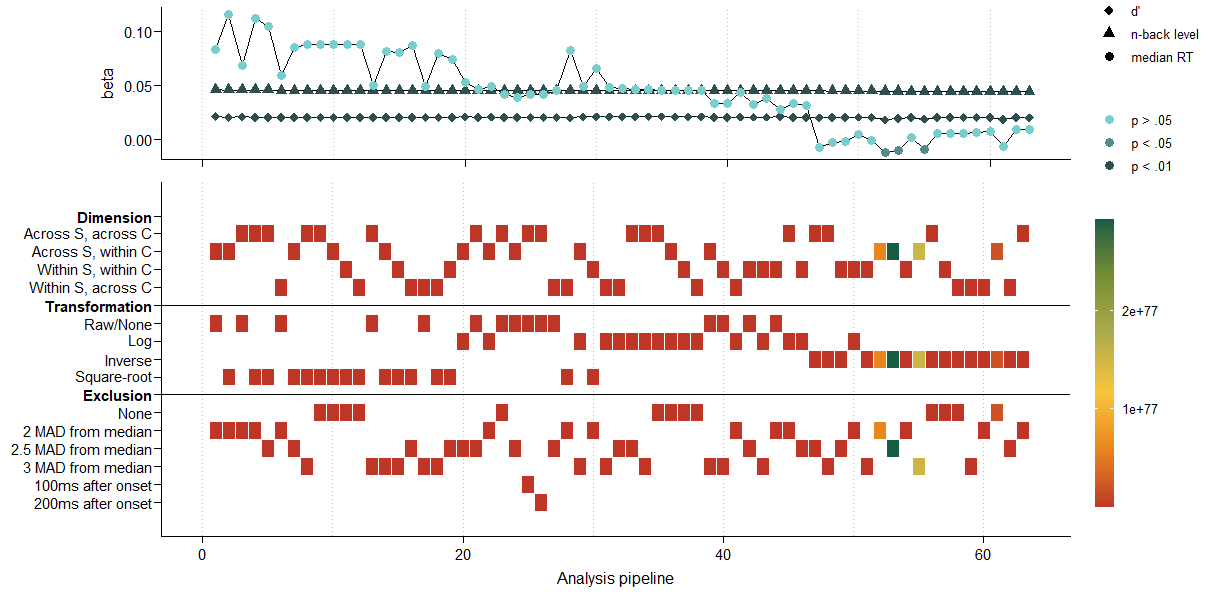 d'
n-back level
median RT
0.10
0.05
0.00
beta
p > .05
p < .05
p < .01
Dimension
Across S, across C
Across S, within C
Within S, within C
Within S, across C
Transformation
Raw/None
Log
Inverse
Square-root
Exclusion
None
2 MAD from median
2.5 MAD from median
3 MAD from median
100ms after onset
200ms after onset
2e+77
1e+77
0
20
40
60
Analysis pipeline